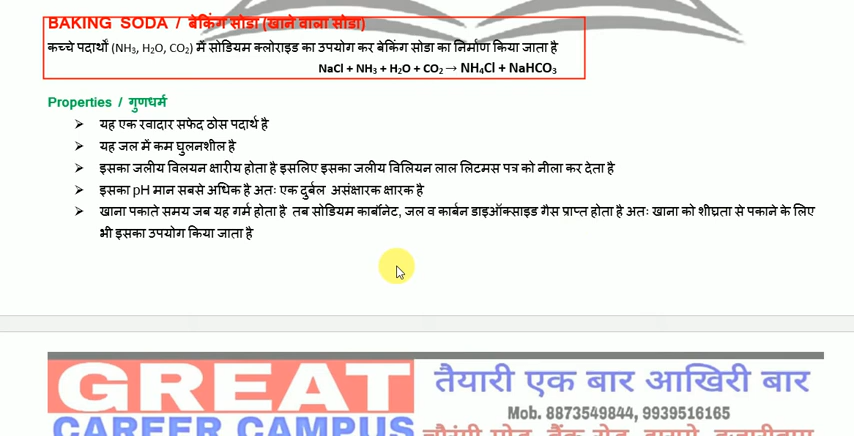 BAKING SODA / बेकिंग सोडा (खाने वाला सोडा)
कच्चे पदार्थों (NH₃, H₂O, CO₂) में सोडियम क्लोराइड का उपयोग कर बेकिंग सोडा का निर्माण किया जाता है
NaCl + NH₃ + H₂O + CO₂ → NH₄Cl + NaHCO₃
Properties / गुणधर्म
➢ यह एक रवादार सफेद ठोस पदार्थ है
➢ यह जल में कम घुलनशील है
➢ इसका जलीय विलयन क्षारीय होता है इसलिए इसका जलीय विलियन लाल लिटमस पत्र को नीला कर देता है
➢ इसका pH मान सबसे अधिक है अतः एक दुर्बल असंक्षारक क्षारक है
➢ खाना पकाते समय जब यह गर्म होता है तब सोडियम कार्बोनेट, जल व कार्बन डाइऑक्साइड गैस प्राप्त होता है अतः खाना को शीघ्रता से पकाने के लिए
भी इसका उपयोग किया जाता है
GREAT
तैयारी एक बार आखिरी बार
Mob. 8873549844, 9939516165
CAREER CAMPUS